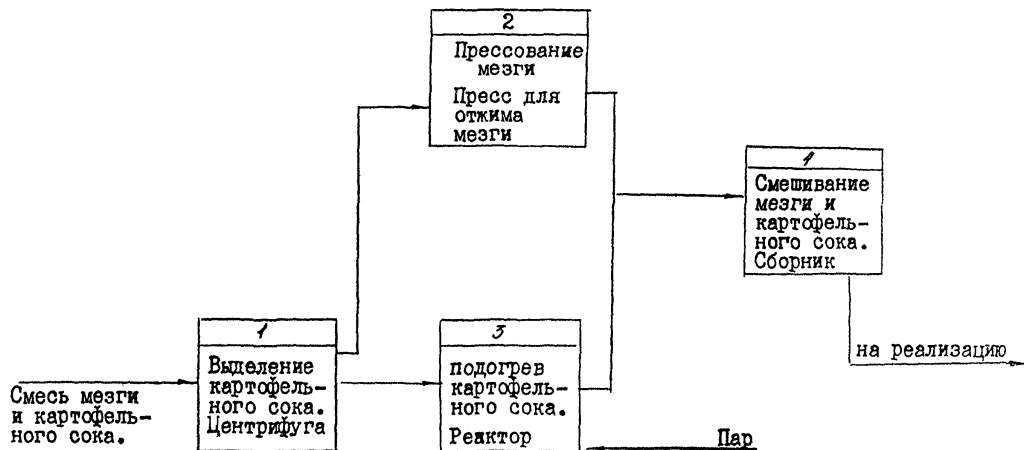 2
Прессование
мезги
Пресс для
отжима
мезги
4
Смешивание
мезги и
картофель-
ного сока.
Сборник
на реализацию
1
Выделение
картофель-
ного сока.
Центрифуга
Смесь мезги
и картофель-
ного сока.
3
подогрев
картофель-
ного сока.
Реактор
Пар